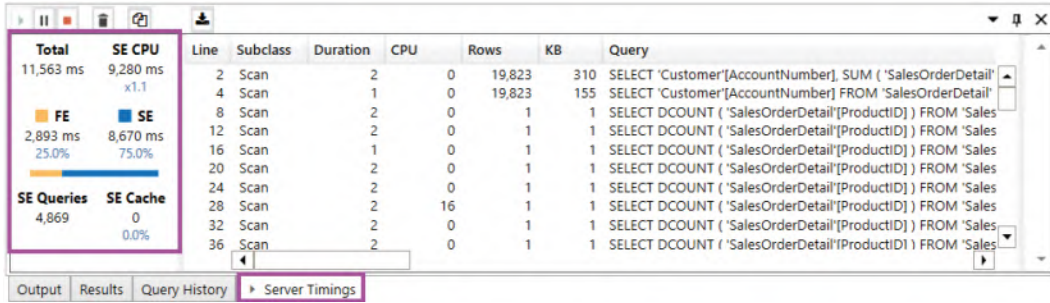 Total SE CPU
11,563 ms 9,280 ms
x1.1
FE SE
2,893 ms 8,670 ms
25.0% 75.0%
SE Queries SE Cache
4,869 0
0.0%
Line Subclass Duration CPU Rows KB Query
2 Scan 2 0 19,823 310 SELECT 'Customer'[AccountNumber], SUM ( 'SalesOrderDetail'
4 Scan 1 0 19,823 155 SELECT 'Customer'[AccountNumber] FROM 'SalesOrderDetail'
8 Scan 2 0 1 1 SELECT DCOUNT ( 'SalesOrderDetail'[ProductID] ) FROM 'Sales
12 Scan 2 0 1 1 SELECT DCOUNT ( 'SalesOrderDetail'[ProductID] ) FROM 'Sales
16 Scan 1 0 1 1 SELECT DCOUNT ( 'SalesOrderDetail'[ProductID] ) FROM 'Sales
20 Scan 2 0 1 1 SELECT DCOUNT ( 'SalesOrderDetail'[ProductID] ) FROM 'Sales
24 Scan 2 0 1 1 SELECT DCOUNT ( 'SalesOrderDetail'[ProductID] ) FROM 'Sales
28 Scan 2 16 1 1 SELECT DCOUNT ( 'SalesOrderDetail'[ProductID] ) FROM 'Sales
32 Scan 2 0 1 1 SELECT DCOUNT ( 'SalesOrderDetail'[ProductID] ) FROM 'Sales
36 Scan 2 0 1 1 SELECT DCOUNT ( 'SalesOrderDetail'[ProductID] ) FROM 'Sales
Output Results Query History Server Timings